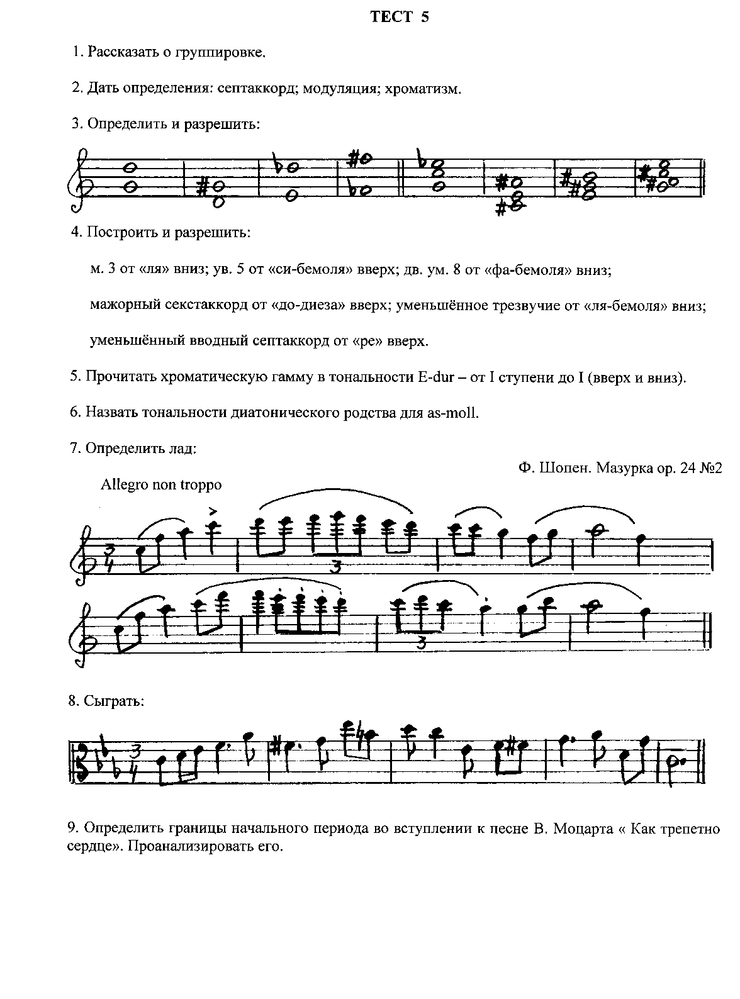 ТЕСТ 5
1. Рассказать о группировке.
2. Дать определения: септаккорд; модуляция; хроматизм.
3. Определить и разрешить:
4. Построить и разрешить:
м. 3 от «ля» вниз; ув. 5 от «си-бемоля» вверх; дв. ум. 8 от «фа-бемоля» вниз;
мажорный секстаккорд от «до-диеза» вверх; уменьшённое трезвучие от «ля-бемоля» вниз;
уменьшённый вводный септаккорд от «ре» вверх.
5. Прочитать хроматическую гамму в тональности E-dur – от I ступени до I (вверх и вниз).
6. Назвать тональности диатонического родства для as-moll.
7. Определить лад:
Ф. Шопен. Мазурка ор. 24 №2
Allegro non troppo
3
4
3
3
8. Сыграть:
3
4
9. Определить границы начального периода во вступлении к песне В. Моцарта « Как трепетно
сердце». Проанализировать его.